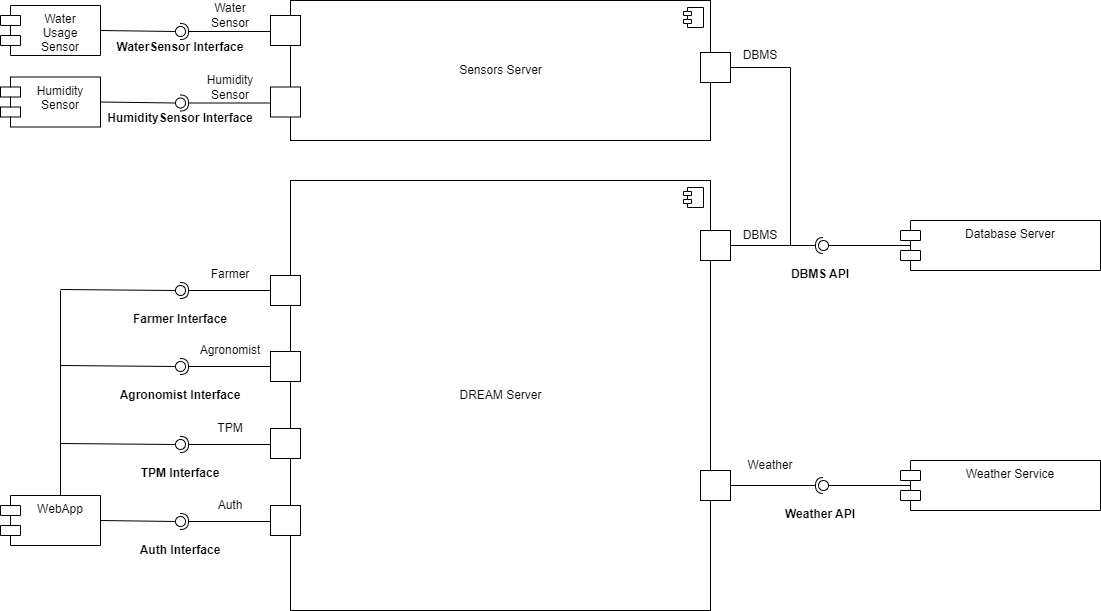 Water
Usage
Sensor
Water
Sensor
WaterSensor Interface
Humidity
Sensor
Humidity
Sensor
HumiditySensor Interface
Sensors Server
DBMS
DBMS
DBMS API
Database Server
Farmer
Farmer Interface
Agronomist
Agronomist Interface
DREAM Server
TPM
TPM Interface
Weather
Weather API
Weather Service
WebApp
Auth
Auth Interface